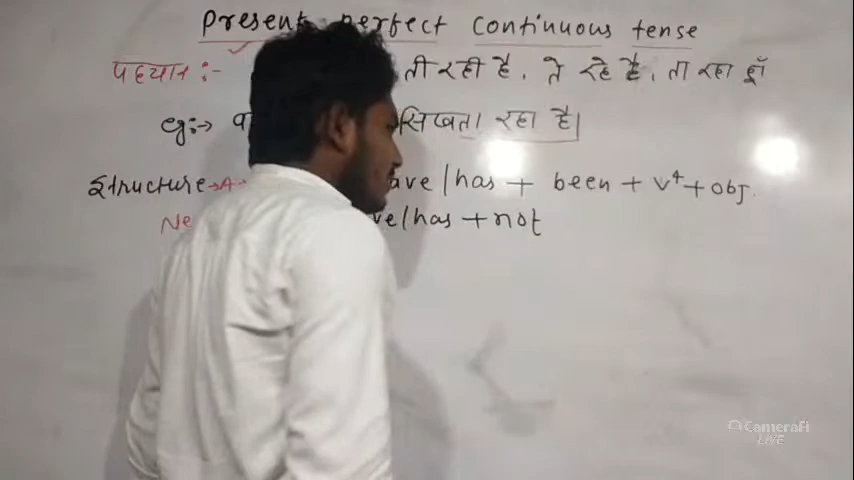 Present perfect continuous tense
पहचान :- ती रही है, ते रहे है, ता रहा हूँ
eg:→ सिखता रहा है।
Structure → A → have/has + been + v⁴ + obj.
Ne ve/has + not
CameraFi
LIVE